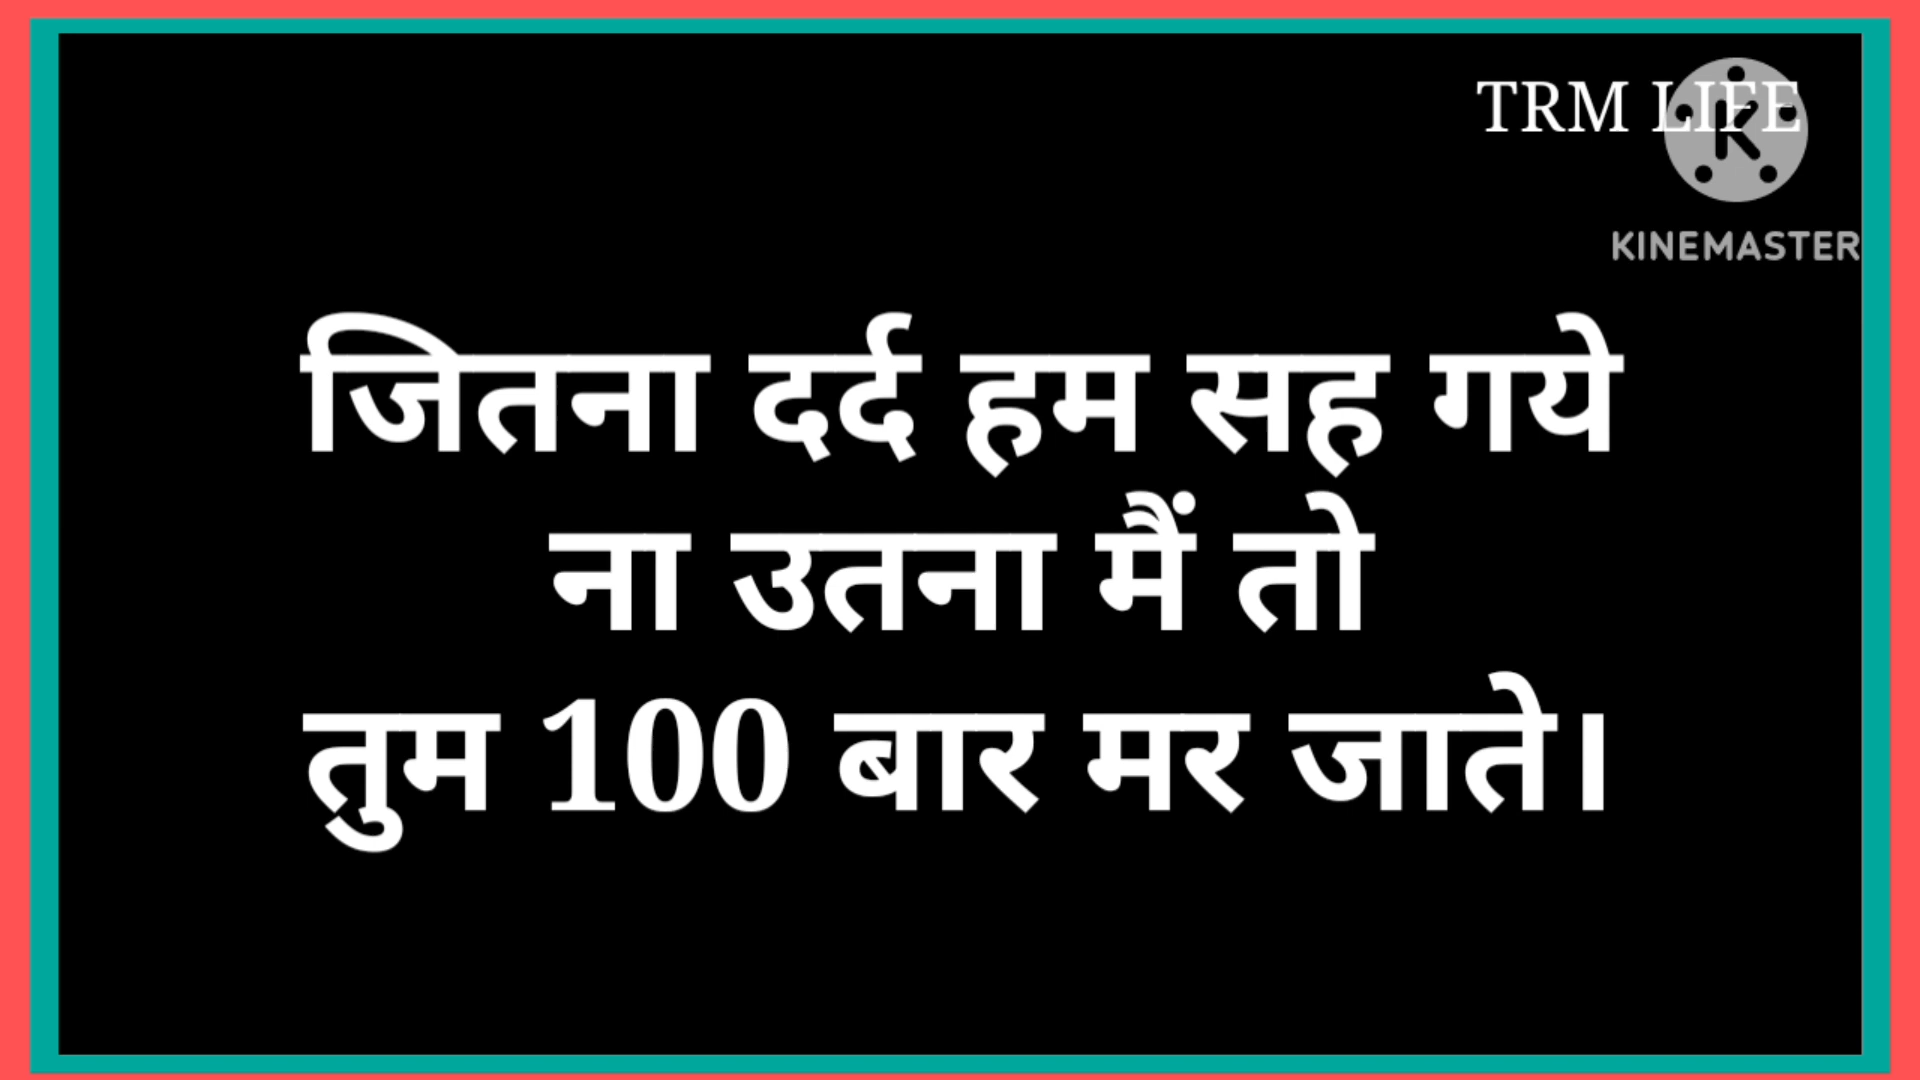 TRM LIFE
K
KINEMASTER
जितना दर्द हम सह गये
ना उतना मैं तो
तुम 100 बार मर जाते।